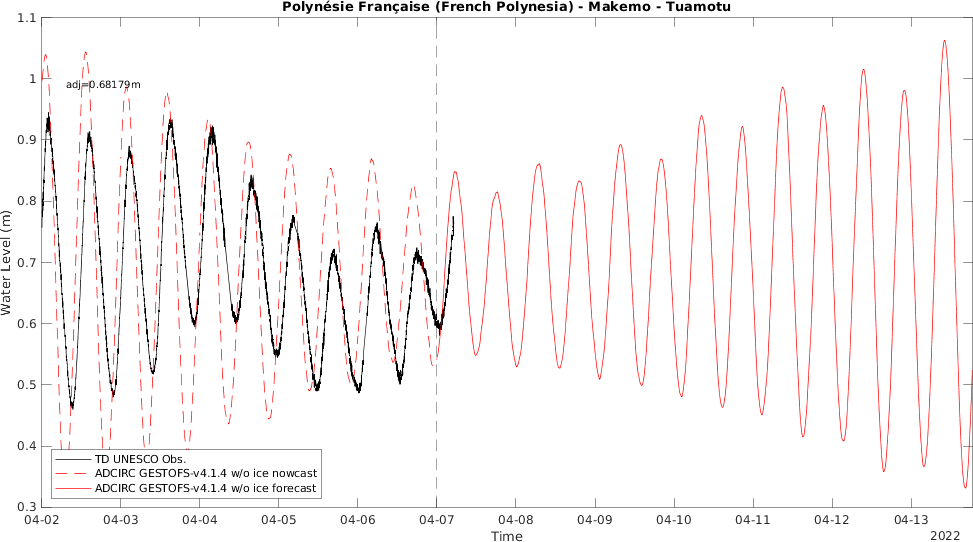 Polynésie Française (French Polynesia) - Makemo - Tuamotu
1.1
1
0.9
0.8
0.7
0.6
0.5
0.4
0.3
Water Level (m)
adj=0.68179m
TD UNESCO Obs.
ADCIRC GESTOFS-v4.1.4 w/o ice nowcast
ADCIRC GESTOFS-v4.1.4 w/o ice forecast
04-02 04-03 04-04 04-05 04-06 04-07 04-08 04-09 04-10 04-11 04-12 04-13
Time
2022